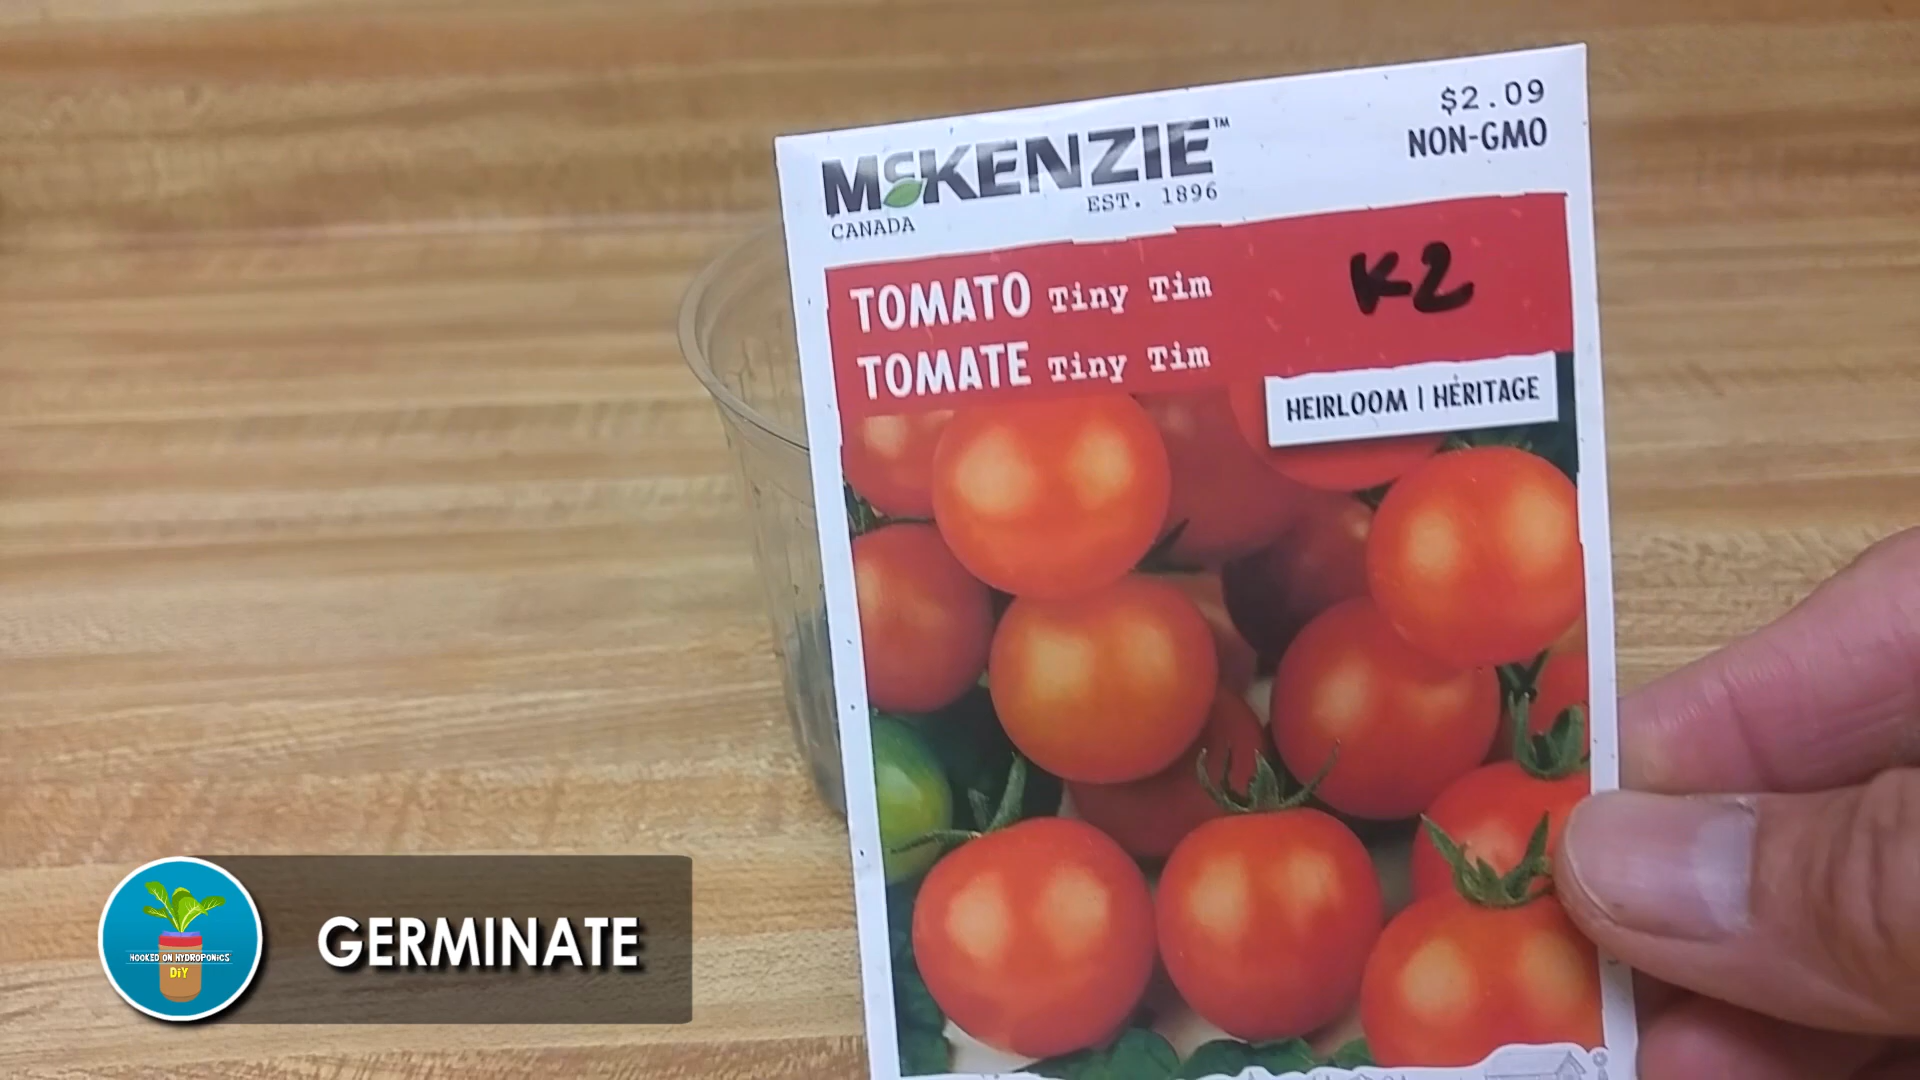 $2.09
NON-GMO
McKENZIE™
EST. 1896
CANADA
TOMATO Tiny Tim
TOMATE Tiny Tim
K2
HEIRLOOM | HÉRITAGE
HOOKED ON HYDROPONICS
DiY
GERMINATE